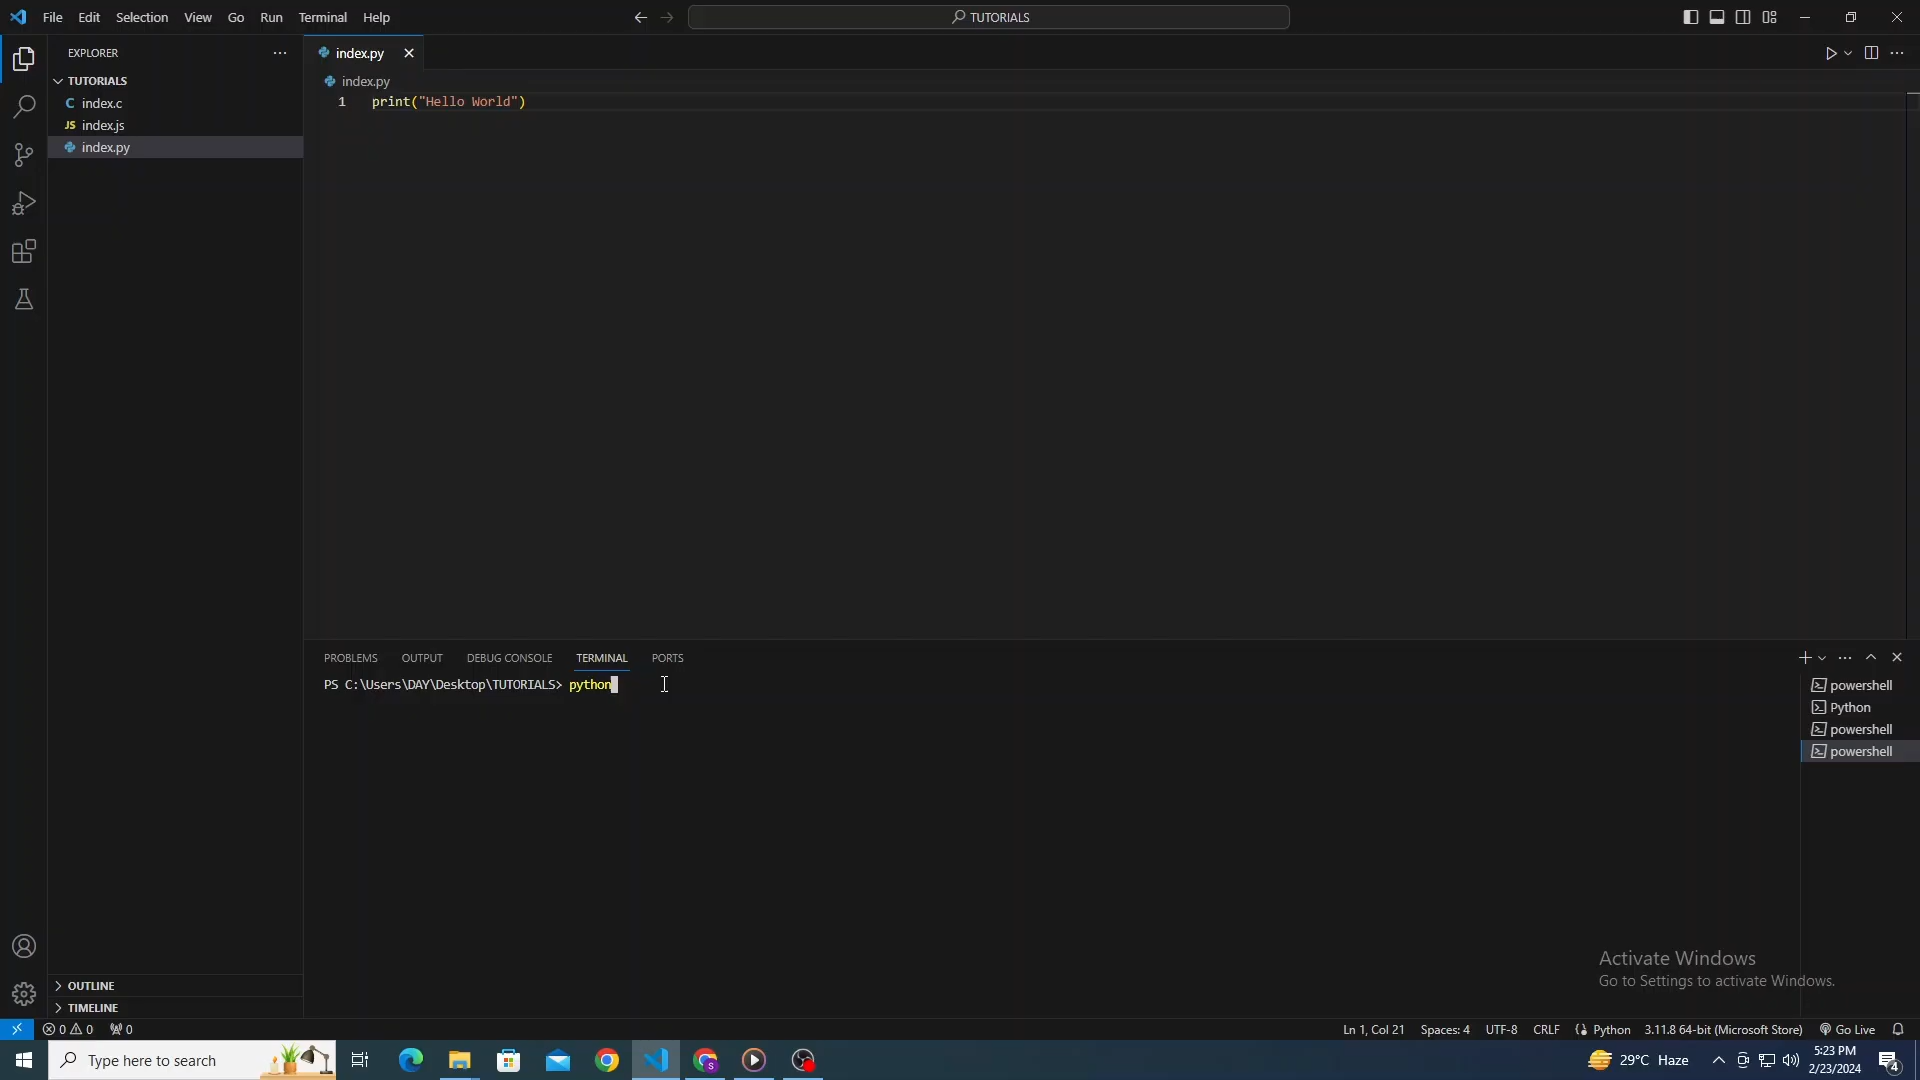 File Edit Selection View Go Run Terminal Help
TUTORIALS
EXPLORER
TUTORIALS
C index.c
JS index.js
index.py
index.py
index.py
1 print("Hello World")
PROBLEMS OUTPUT DEBUG CONSOLE TERMINAL PORTS
PS C:\Users\DAY\Desktop\TUTORIALS> python
powershell
Python
powershell
powershell
Activate Windows
Go to Settings to activate Windows.
OUTLINE
TIMELINE
0 0 0
Ln 1, Col 21 Spaces: 4 UTF-8 CRLF Python 3.11.8 64-bit (Microsoft Store) Go Live
Type here to search
S
29°C Haze
5:23 PM
2/23/2024
4